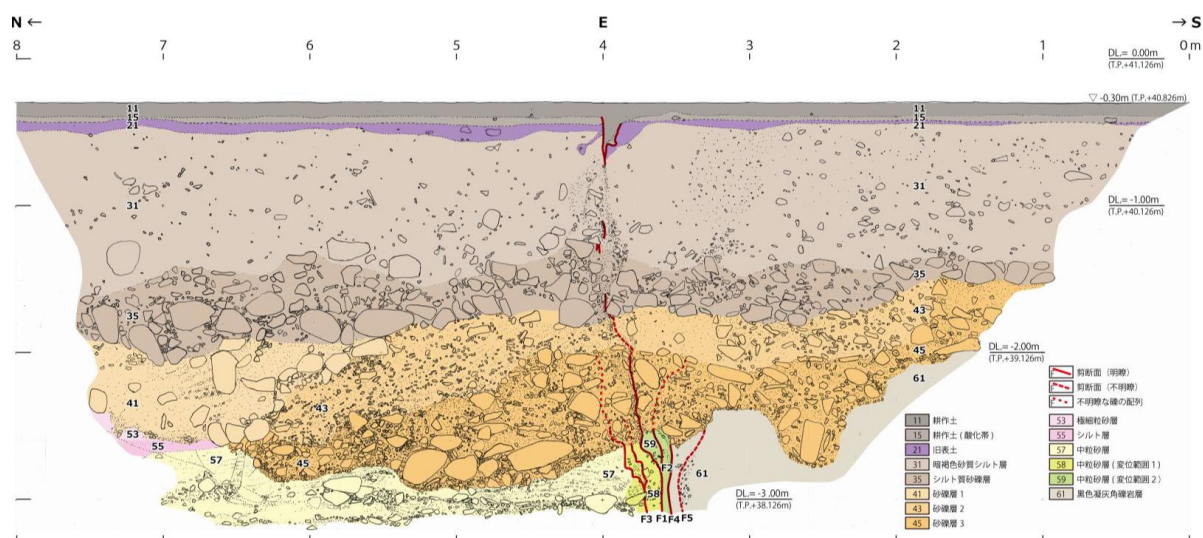 N ← E → S
8 7 6 5 4 3 2 1 0 m
DL.= 0.00m
(T.P.+41.126m)
▽ -0.30m (T.P.+40.826m)
11 11
15 15
21 21
31 31
DL.= -1.00m
(T.P.+40.126m)
35 35
43
45
DL.= -2.00m
(T.P.+39.126m)
61
41
43
53
55
57
45
59
57
58
F2
61
F3 F1 F4 F5
DL.= -3.00m
(T.P.+38.126m)
剪断面（明瞭）
剪断面（不明瞭）
不明瞭な礫の配列
11 耕作土
15 耕作土 ( 酸化帯 )
21 旧表土
31 暗褐色砂質シルト層
35 シルト質砂礫層
41 砂礫層 1
43 砂礫層 2
45 砂礫層 3
53 極細粒砂層
55 シルト層
57 中粒砂層
58 中粒砂層 ( 変位範囲 1 )
59 中粒砂層 ( 変位範囲 2 )
61 黒色凝灰角礫岩層